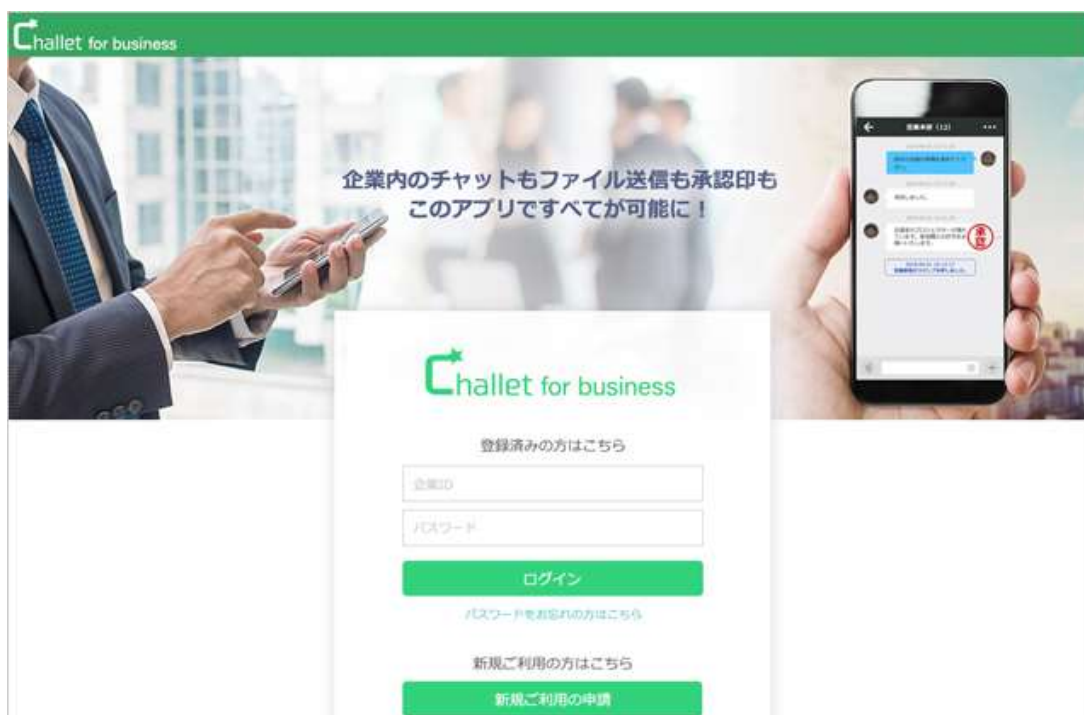 Challet for business
企業内のチャットもファイル送信も承認印も
このアプリですべてが可能に！
承認
Challet for business
登録済みの方はこちら
企業ID
パスワード
ログイン
パスワードをお忘れの方はこちら
新規ご利用の方はこちら
新規ご利用の申請